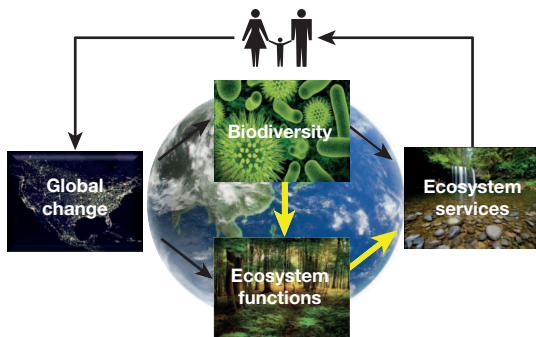 Biodiversity
Global
change
Ecosystem
services
Ecosystem
functions